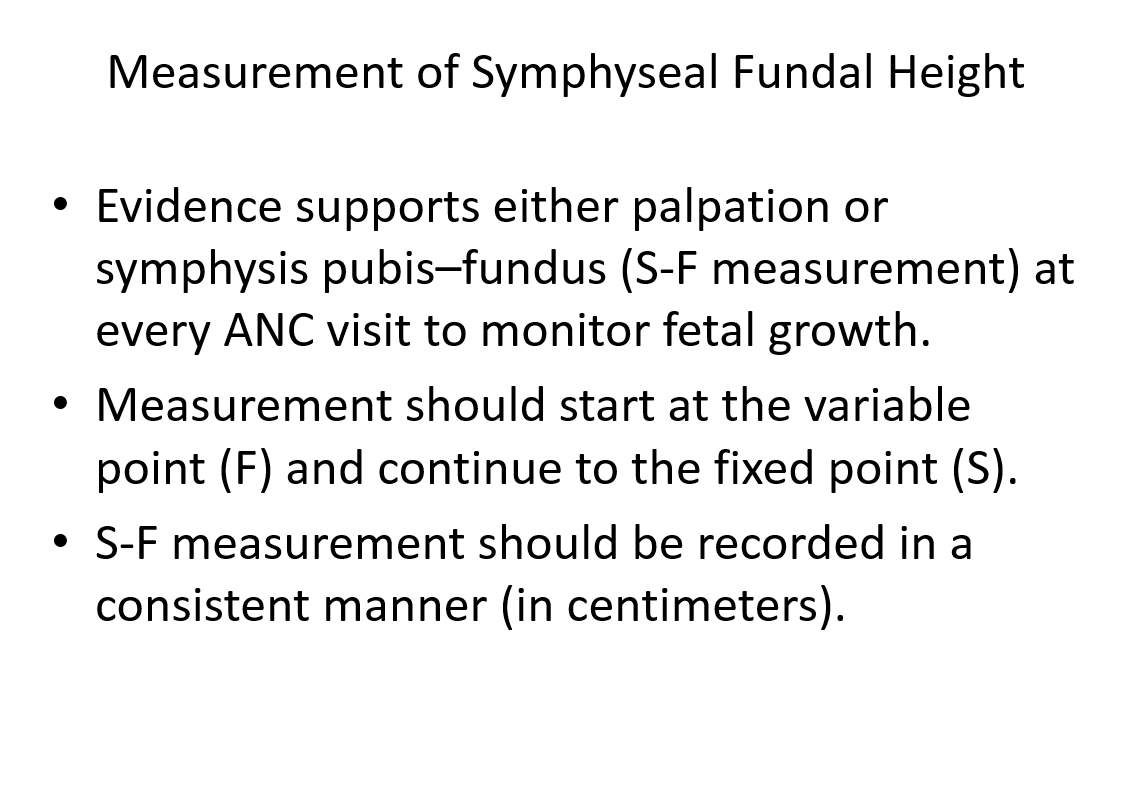 Measurement of Symphyseal Fundal Height
• Evidence supports either palpation or
symphysis pubis–fundus (S-F measurement) at
every ANC visit to monitor fetal growth.
• Measurement should start at the variable
point (F) and continue to the fixed point (S).
• S-F measurement should be recorded in a
consistent manner (in centimeters).